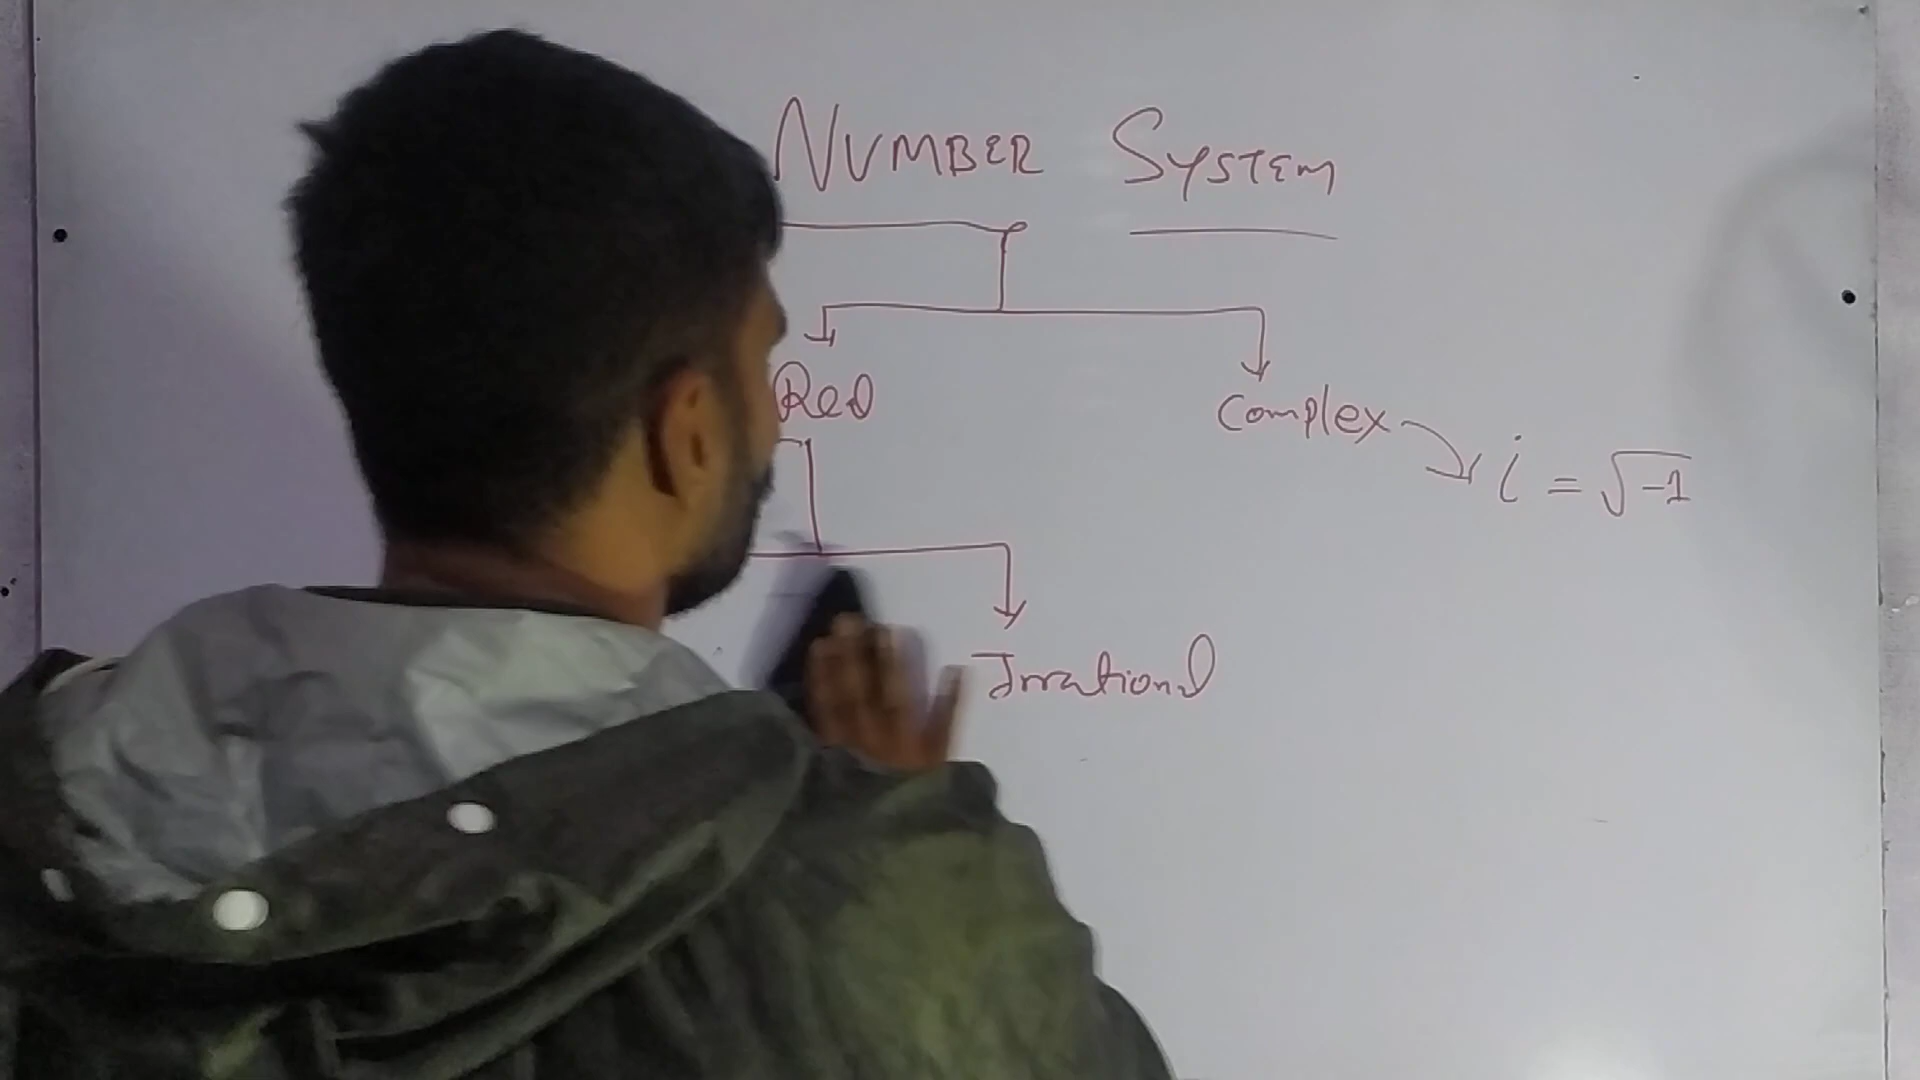 NUMBER SYSTEM
Real
Complex
i = √-1
Irrational